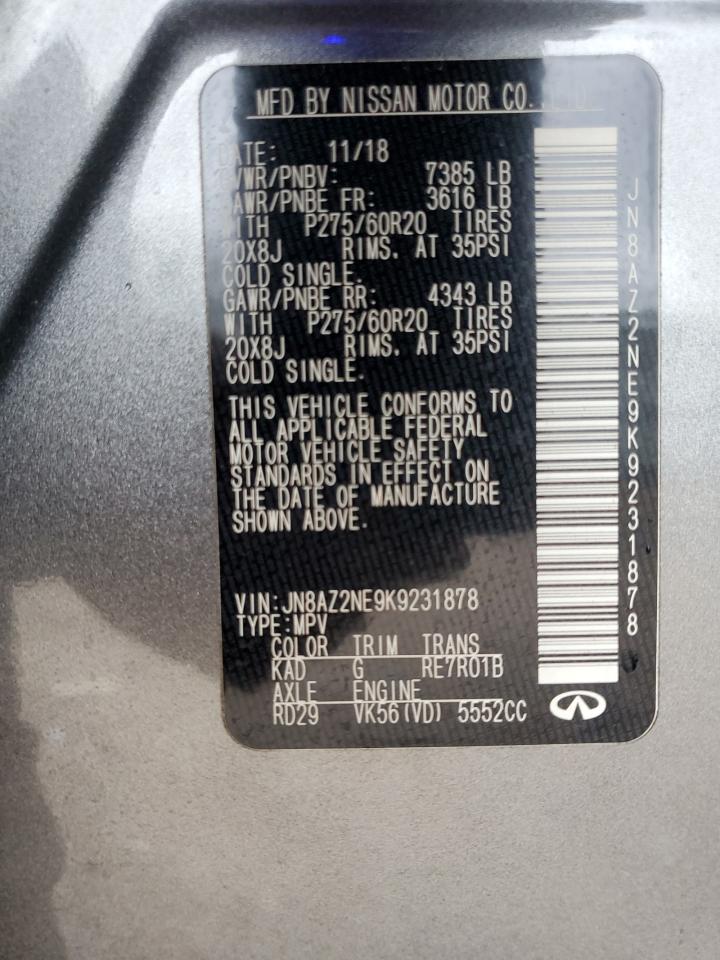 MFD BY NISSAN MOTOR CO.,LTD.
DATE: 11/18
GVWR/PNBV: 7385 LB
GAWR/PNBE FR: 3616 LB
WITH P275/60R20 TIRES
20X8J RIMS. AT 35PSI
COLD SINGLE.
GAWR/PNBE RR: 4343 LB
WITH P275/60R20 TIRES
20X8J RIMS. AT 35PSI
COLD SINGLE.
THIS VEHICLE CONFORMS TO
ALL APPLICABLE FEDERAL
MOTOR VEHICLE SAFETY
STANDARDS IN EFFECT ON
THE DATE OF MANUFACTURE
SHOWN ABOVE.
VIN:JN8AZ2NE9K9231878
TYPE:MPV
COLOR TRIM TRANS
KAD G RE7R01B
AXLE ENGINE
RD29 VK56(VD) 5552CC
JN8AZ2NE9K9231878